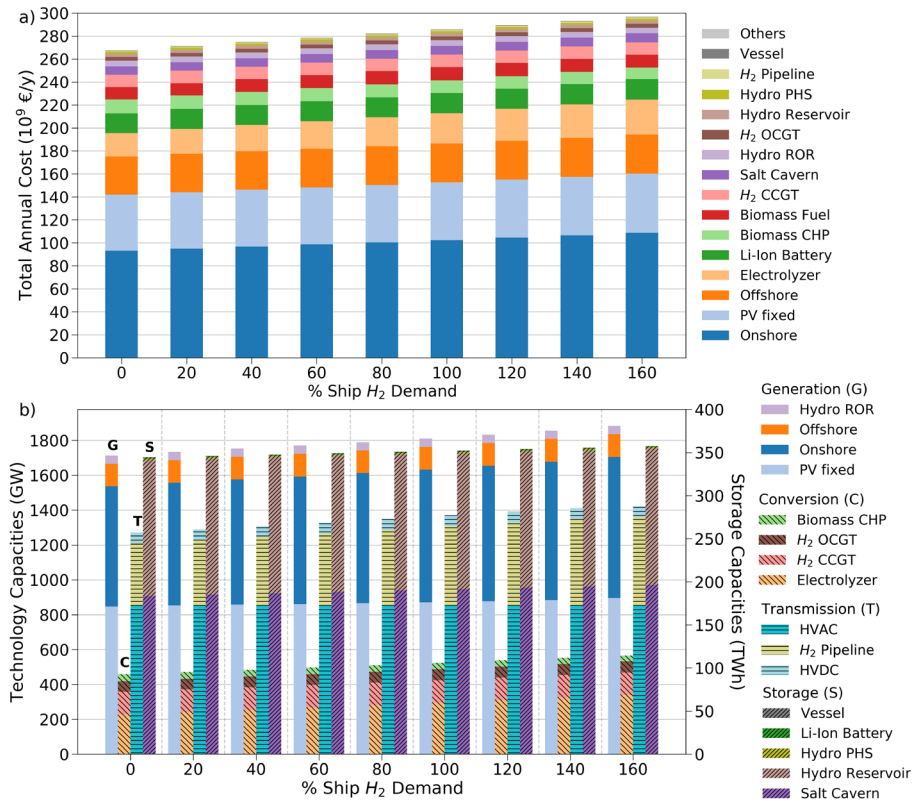 a)
Total Annual Cost (10⁹ €/y)
300
280
260
240
220
200
180
160
140
120
100
80
60
40
20
0
0 20 40 60 80 100 120 140 160
% Ship H₂ Demand
Others
Vessel
H₂ Pipeline
Hydro PHS
Hydro Reservoir
H₂ OCGT
Hydro ROR
Salt Cavern
H₂ CCGT
Biomass Fuel
Biomass CHP
Li-Ion Battery
Electrolyzer
Offshore
PV fixed
Onshore
b)
Technology Capacities (GW)
1800
1600
1400
1200
1000
800
600
400
200
0
G
S
T
C
0 20 40 60 80 100 120 140 160
% Ship H₂ Demand
400
350
300
250
200
150
100
50
0
Storage Capacities (TWh)
Generation (G)
Hydro ROR
Offshore
Onshore
PV fixed
Conversion (C)
Biomass CHP
H₂ OCGT
H₂ CCGT
Electrolyzer
Transmission (T)
HVAC
H₂ Pipeline
HVDC
Storage (S)
Vessel
Li-Ion Battery
Hydro PHS
Hydro Reservoir
Salt Cavern